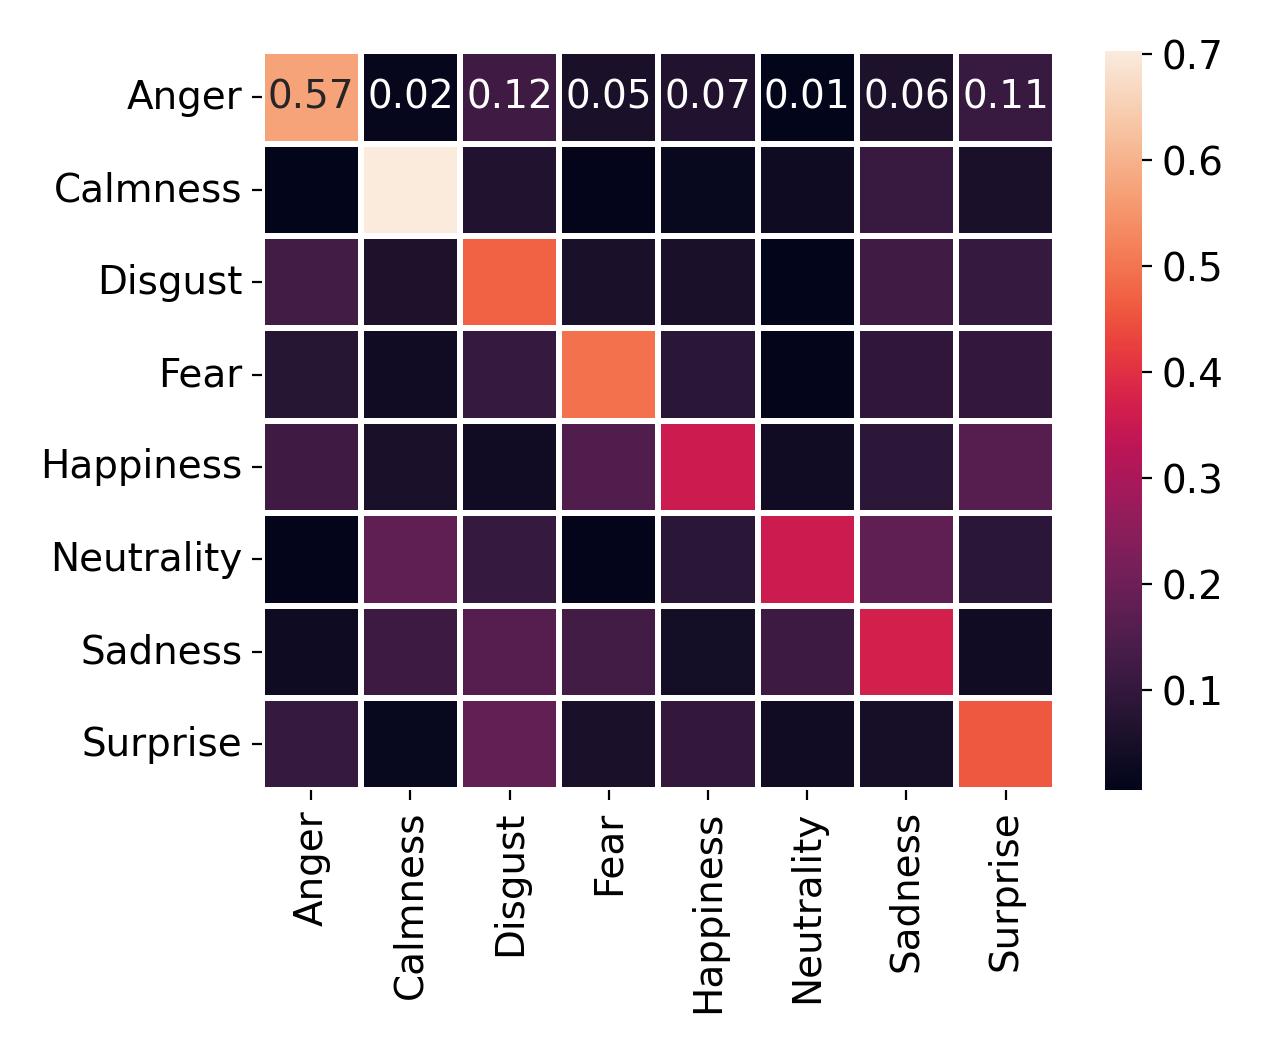 Anger 0.57 0.02 0.12 0.05 0.07 0.01 0.06 0.11
Calmness
Disgust
Fear
Happiness
Neutrality
Sadness
Surprise
Anger
Calmness
Disgust
Fear
Happiness
Neutrality
Sadness
Surprise
0.7
0.6
0.5
0.4
0.3
0.2
0.1